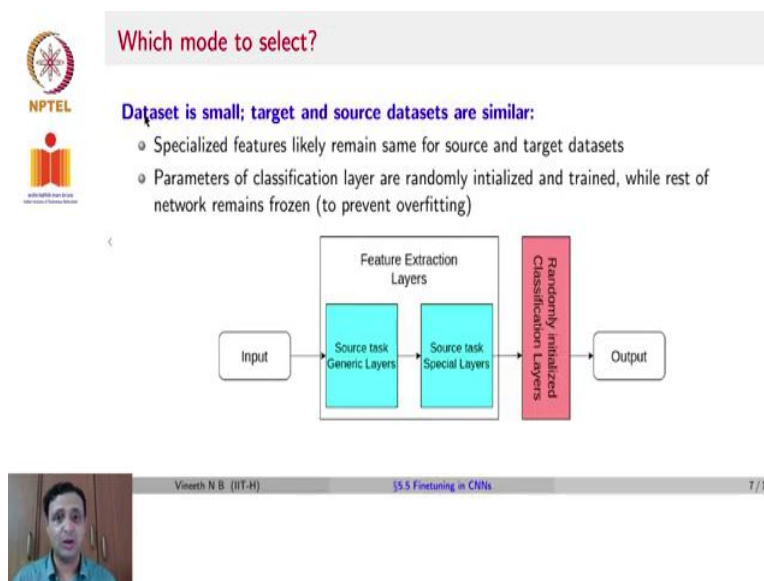 Which mode to select?
NPTEL
Dataset is small; target and source datasets are similar:
Specialized features likely remain same for source and target datasets
Parameters of classification layer are randomly intialized and trained, while rest of
network remains frozen (to prevent overfitting)
Feature Extraction
Layers
Input
Source task
Generic Layers
Source task
Special Layers
Randomly initialized
Classification Layers
Output
Vineeth N B (IIT-H)
§5.5 Finetuning in CNNs
7 / 1